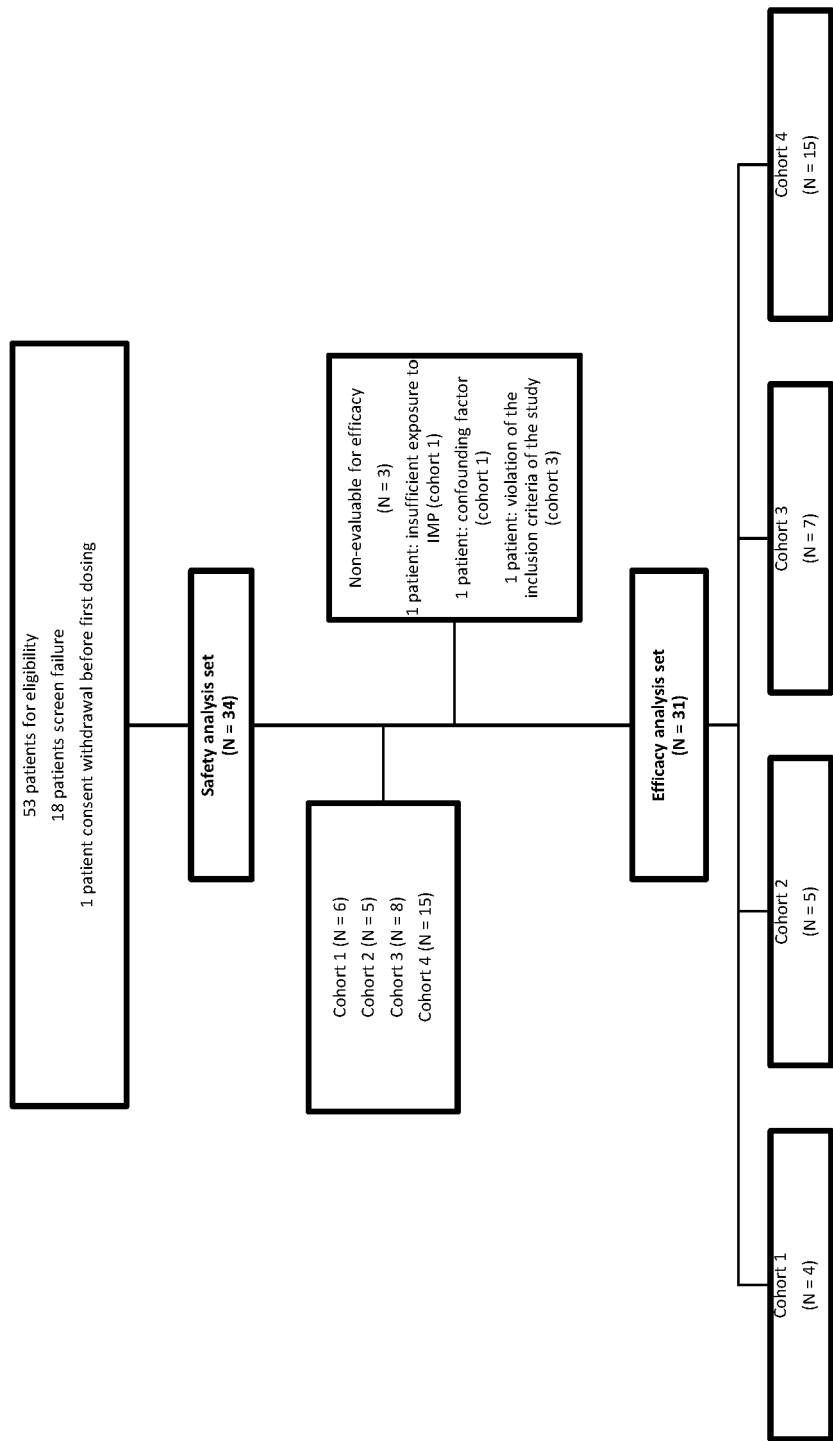 53 patients for eligibility
18 patients screen failure
1 patient consent withdrawal before first dosing
Safety analysis set
(N = 34)
Cohort 1 (N = 6)
Cohort 2 (N = 5)
Cohort 3 (N = 8)
Cohort 4 (N = 15)
Non-evaluable for efficacy
(N = 3)
1 patient: insufficient exposure to
IMP (cohort 1)
1 patient: confounding factor
(cohort 1)
1 patient: violation of the
inclusion criteria of the study
(cohort 3)
Efficacy analysis set
(N = 31)
Cohort 1
(N = 4)
Cohort 2
(N = 5)
Cohort 3
(N = 7)
Cohort 4
(N = 15)